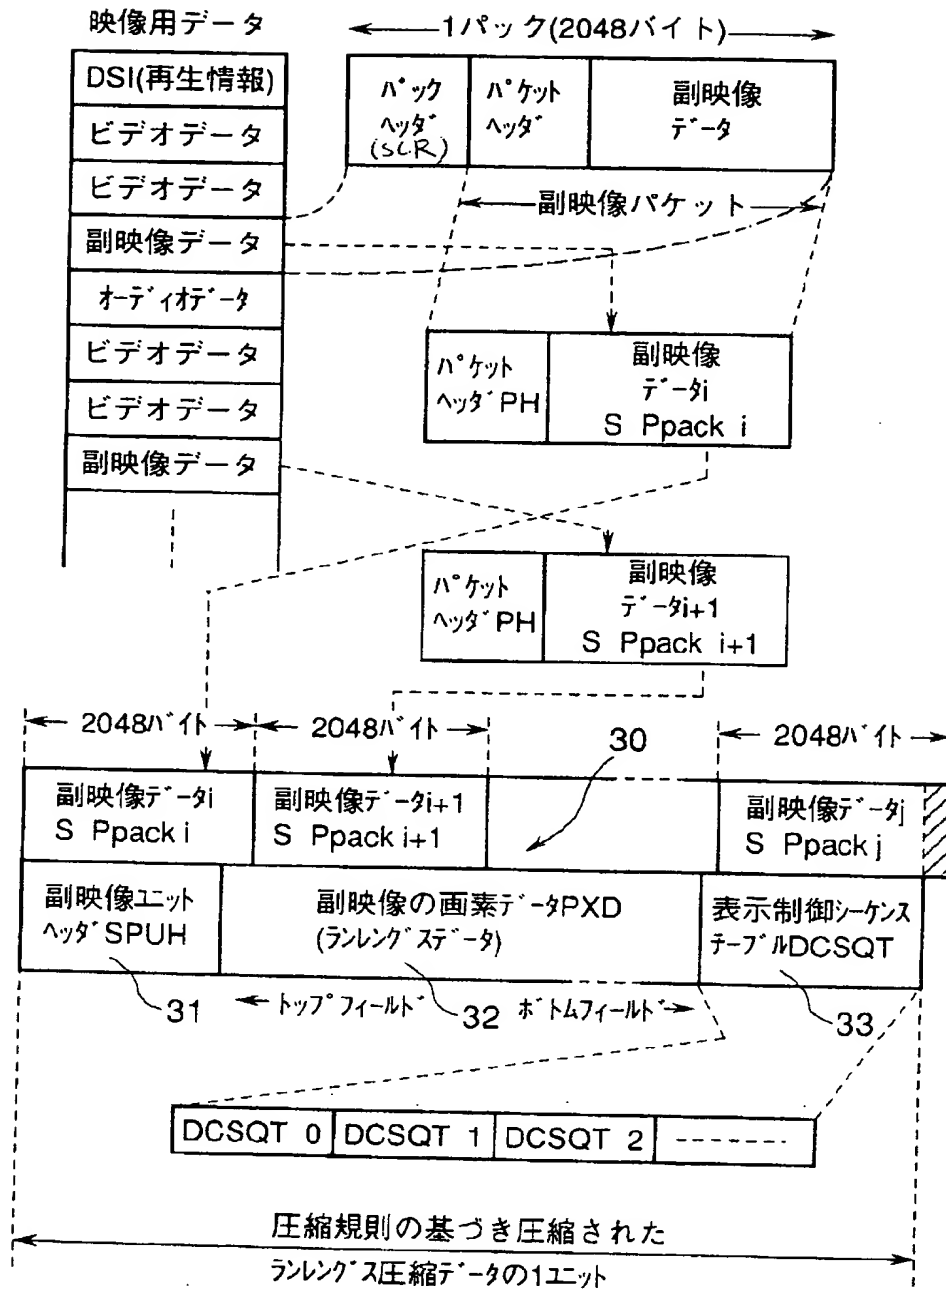 映像用データ
1パック(2048バイト)
DSI(再生情報)
ビデオデータ
ビデオデータ
副映像データ
オーディオデータ
ビデオデータ
ビデオデータ
副映像データ
パック
ヘッダ
(SCR)
パケット
ヘッダ
副映像
データ
副映像パケット
パケット
ヘッダPH
副映像
データi
S Ppack i
パケット
ヘッダPH
副映像
データi+1
S Ppack i+1
2048バイト
2048バイト
30
2048バイト
副映像データi
S Ppack i
副映像データi+1
S Ppack i+1
副映像データj
S Ppack j
副映像ユニット
ヘッダSPUH
副映像の画素データPXD
(ランレングスデータ)
表示制御シーケンス
テーブルDCSQT
31
トップフィールド
32
ボトムフィールド
33
DCSQT 0
DCSQT 1
DCSQT 2
圧縮規則の基づき圧縮された
ランレングス圧縮データの1ユニット